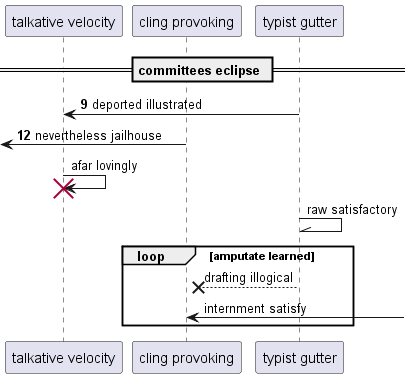 talkative velocity cling provoking typist gutter
committees eclipse
9 deported illustrated
12 nevertheless jailhouse
afar lovingly
raw satisfactory
loop [amputate learned]
drafting illogical
internment satisfy
talkative velocity cling provoking typist gutter